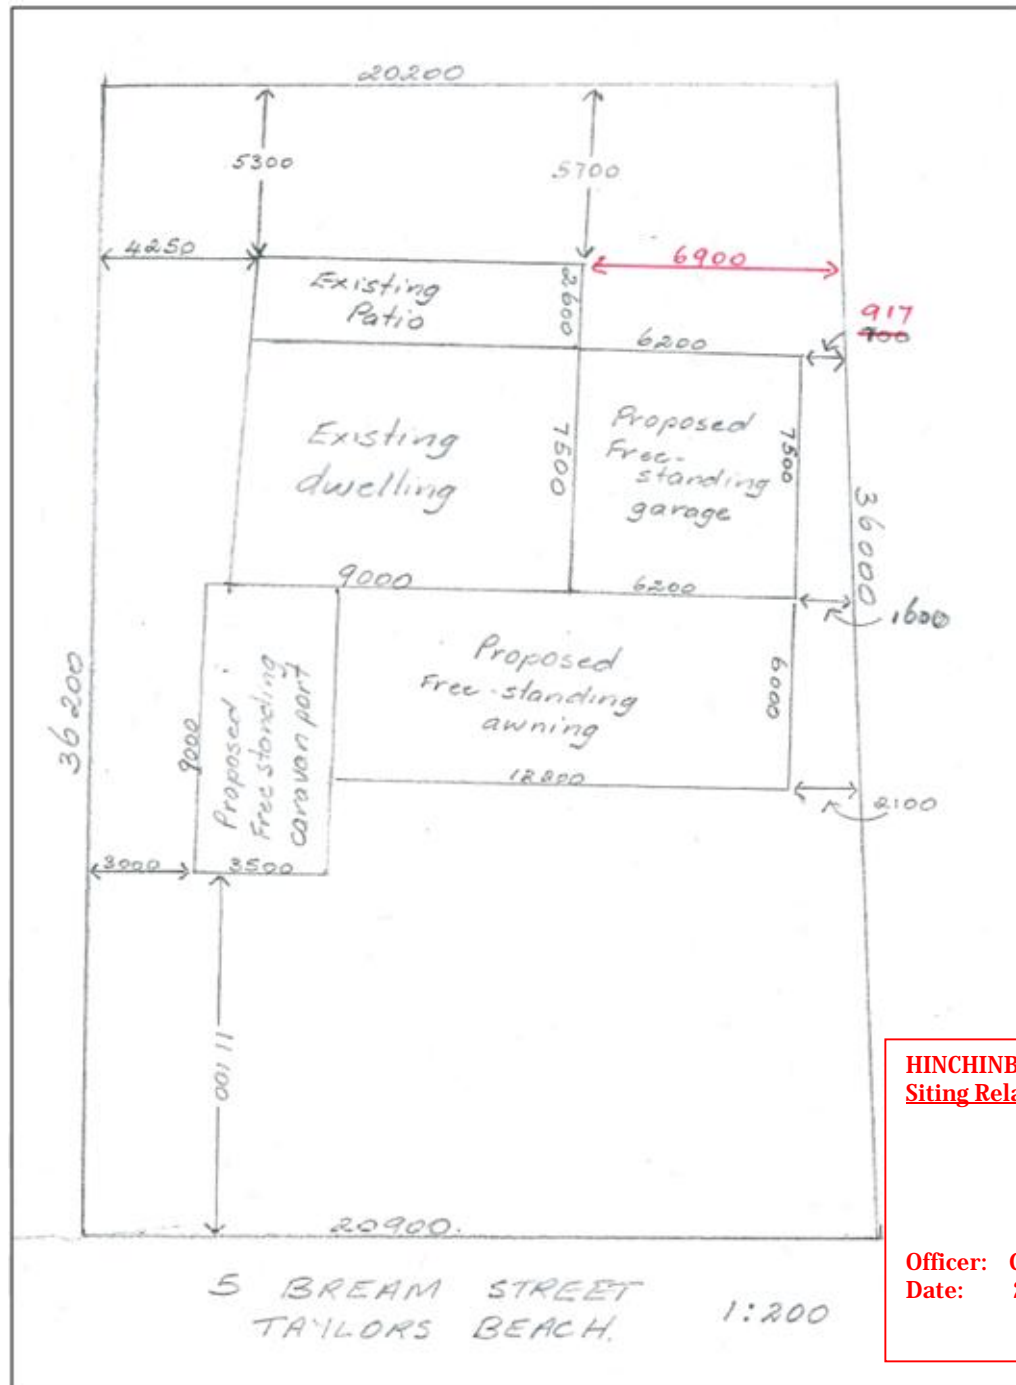 20200
5300
5700
4250
6900
Existing
Patio
2600
917
700
6200
Existing
dwelling
7500
Proposed
Free-
standing
garage
7500
36000
9000
6200
1600
36200
9000
Proposed
Free standing
caravan port
Proposed
Free-standing
awning
6000
12200
2100
3000
3500
11100
20900.
5 BREAM STREET
TAYLORS BEACH.
1:200
HINCHINB
Siting Rela
Officer:
Date: